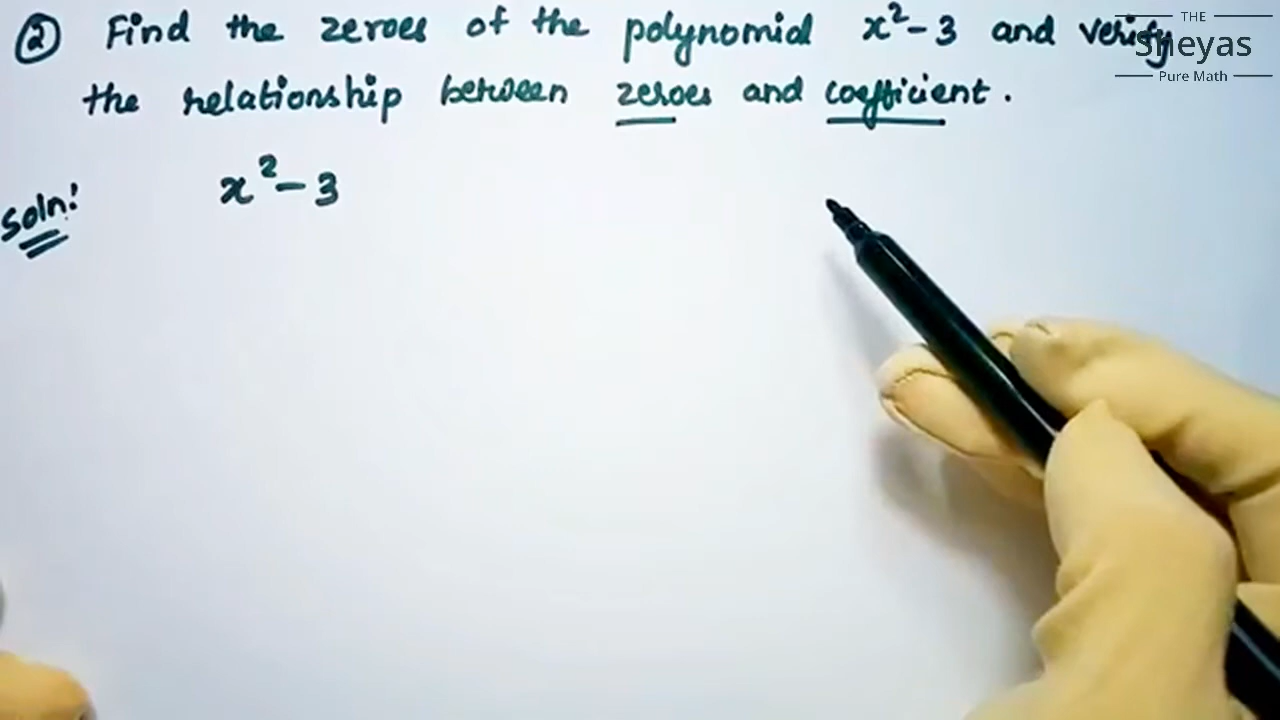 ② Find the zeroes of the polynomial x²-3 and verify
the relationship between zeroes and coefficient.
Soln: x²-3
THE
Sneyas
Pure Math